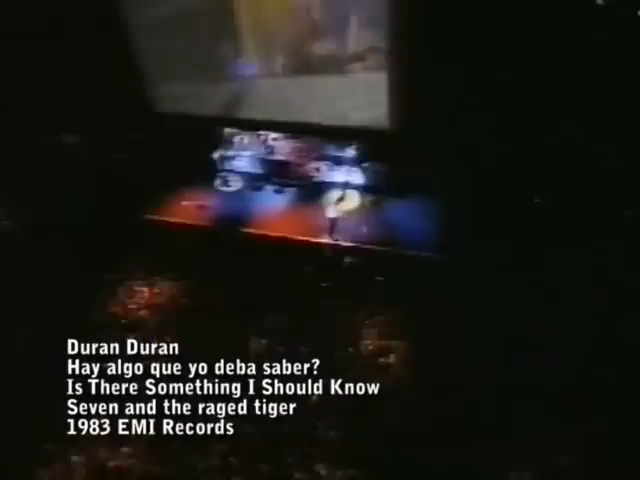 Duran Duran
Hay algo que yo deba saber?
Is There Something I Should Know
Seven and the raged tiger
1983 EMI Records